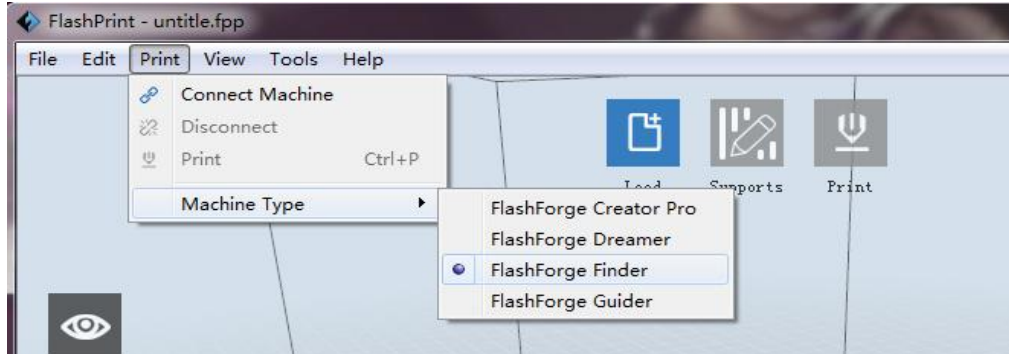 FlashPrint - untitle.fpp
File Edit Print View Tools Help
Connect Machine
Disconnect
Print Ctrl+P
Machine Type
Load Supports Print
FlashForge Creator Pro
FlashForge Dreamer
FlashForge Finder
FlashForge Guider